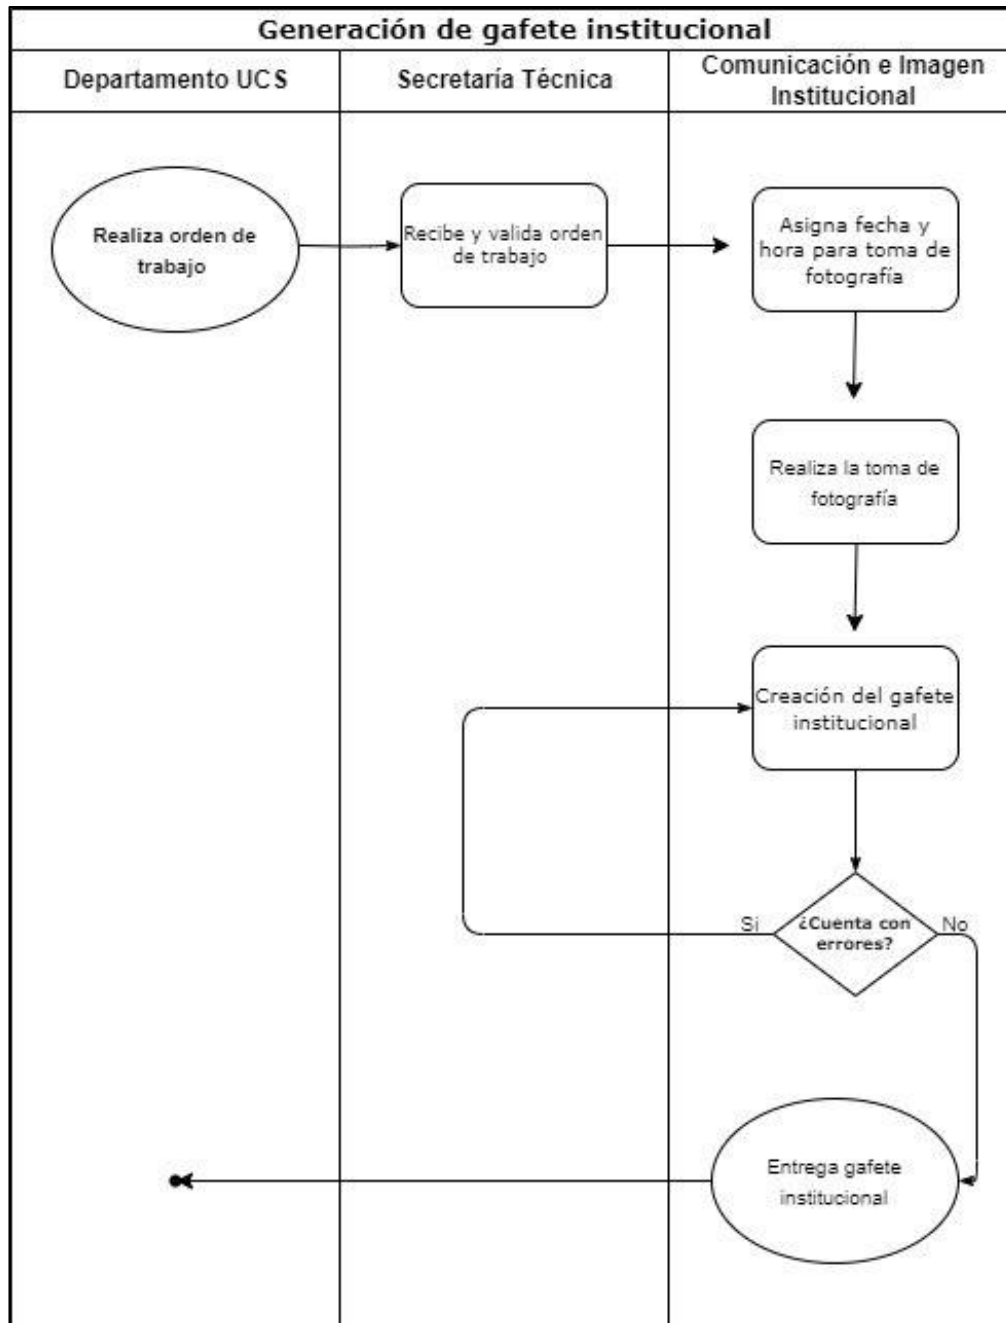 Generación de gafete institucional
Departamento UCS
Secretaría Técnica
Comunicación e Imagen
Institucional
Realiza orden de
trabajo
Recibe y valida orden
de trabajo
Asigna fecha y
hora para toma de
fotografía
Realiza la toma de
fotografía
Creación del gafete
institucional
Si
¿Cuenta con
errores?
No
Entrega gafete
institucional